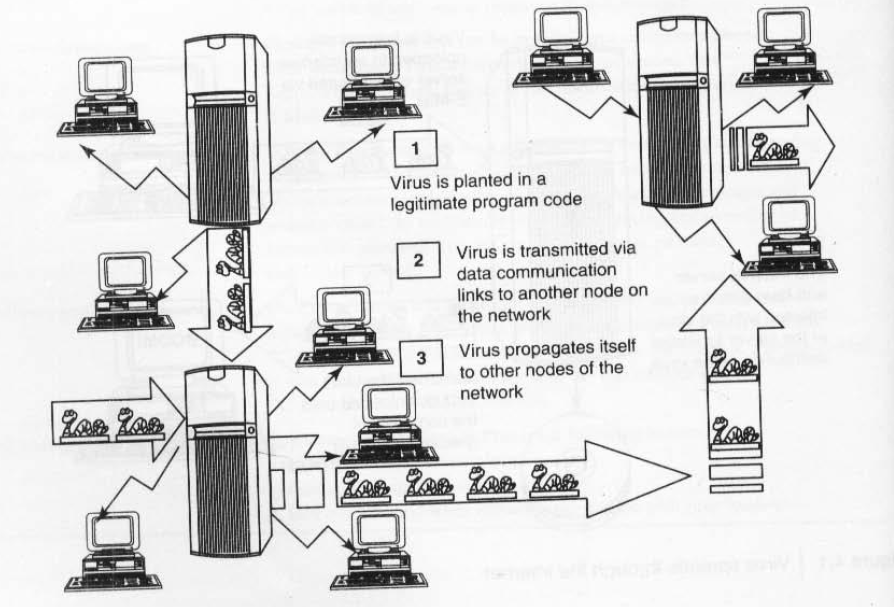 1
Virus is planted in a
legitimate program code
2
Virus is transmitted via
data communication
links to another node on
the network
3
Virus propagates itself
to other nodes of the
network